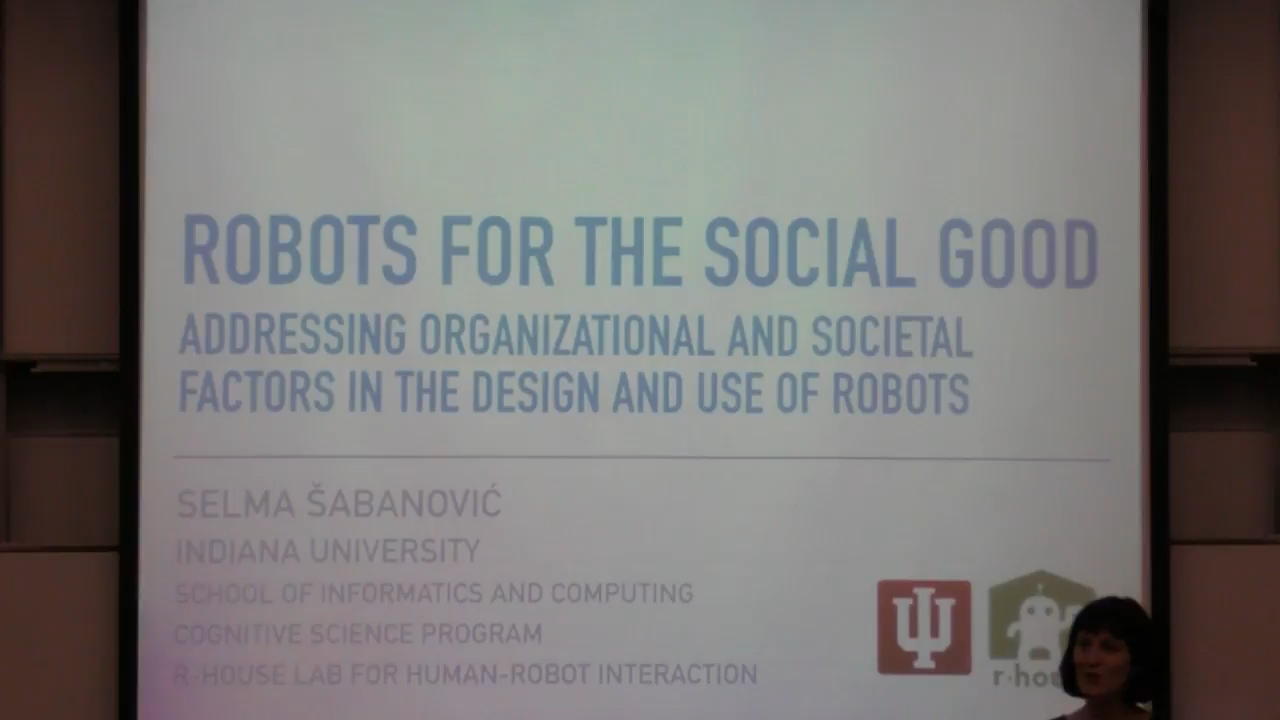 ROBOTS FOR THE SOCIAL GOOD
ADDRESSING ORGANIZATIONAL AND SOCIETAL
FACTORS IN THE DESIGN AND USE OF ROBOTS
SELMA ŠABANOVIĆ
INDIANA UNIVERSITY
SCHOOL OF INFORMATICS AND COMPUTING
COGNITIVE SCIENCE PROGRAM
R-HOUSE LAB FOR HUMAN-ROBOT INTERACTION